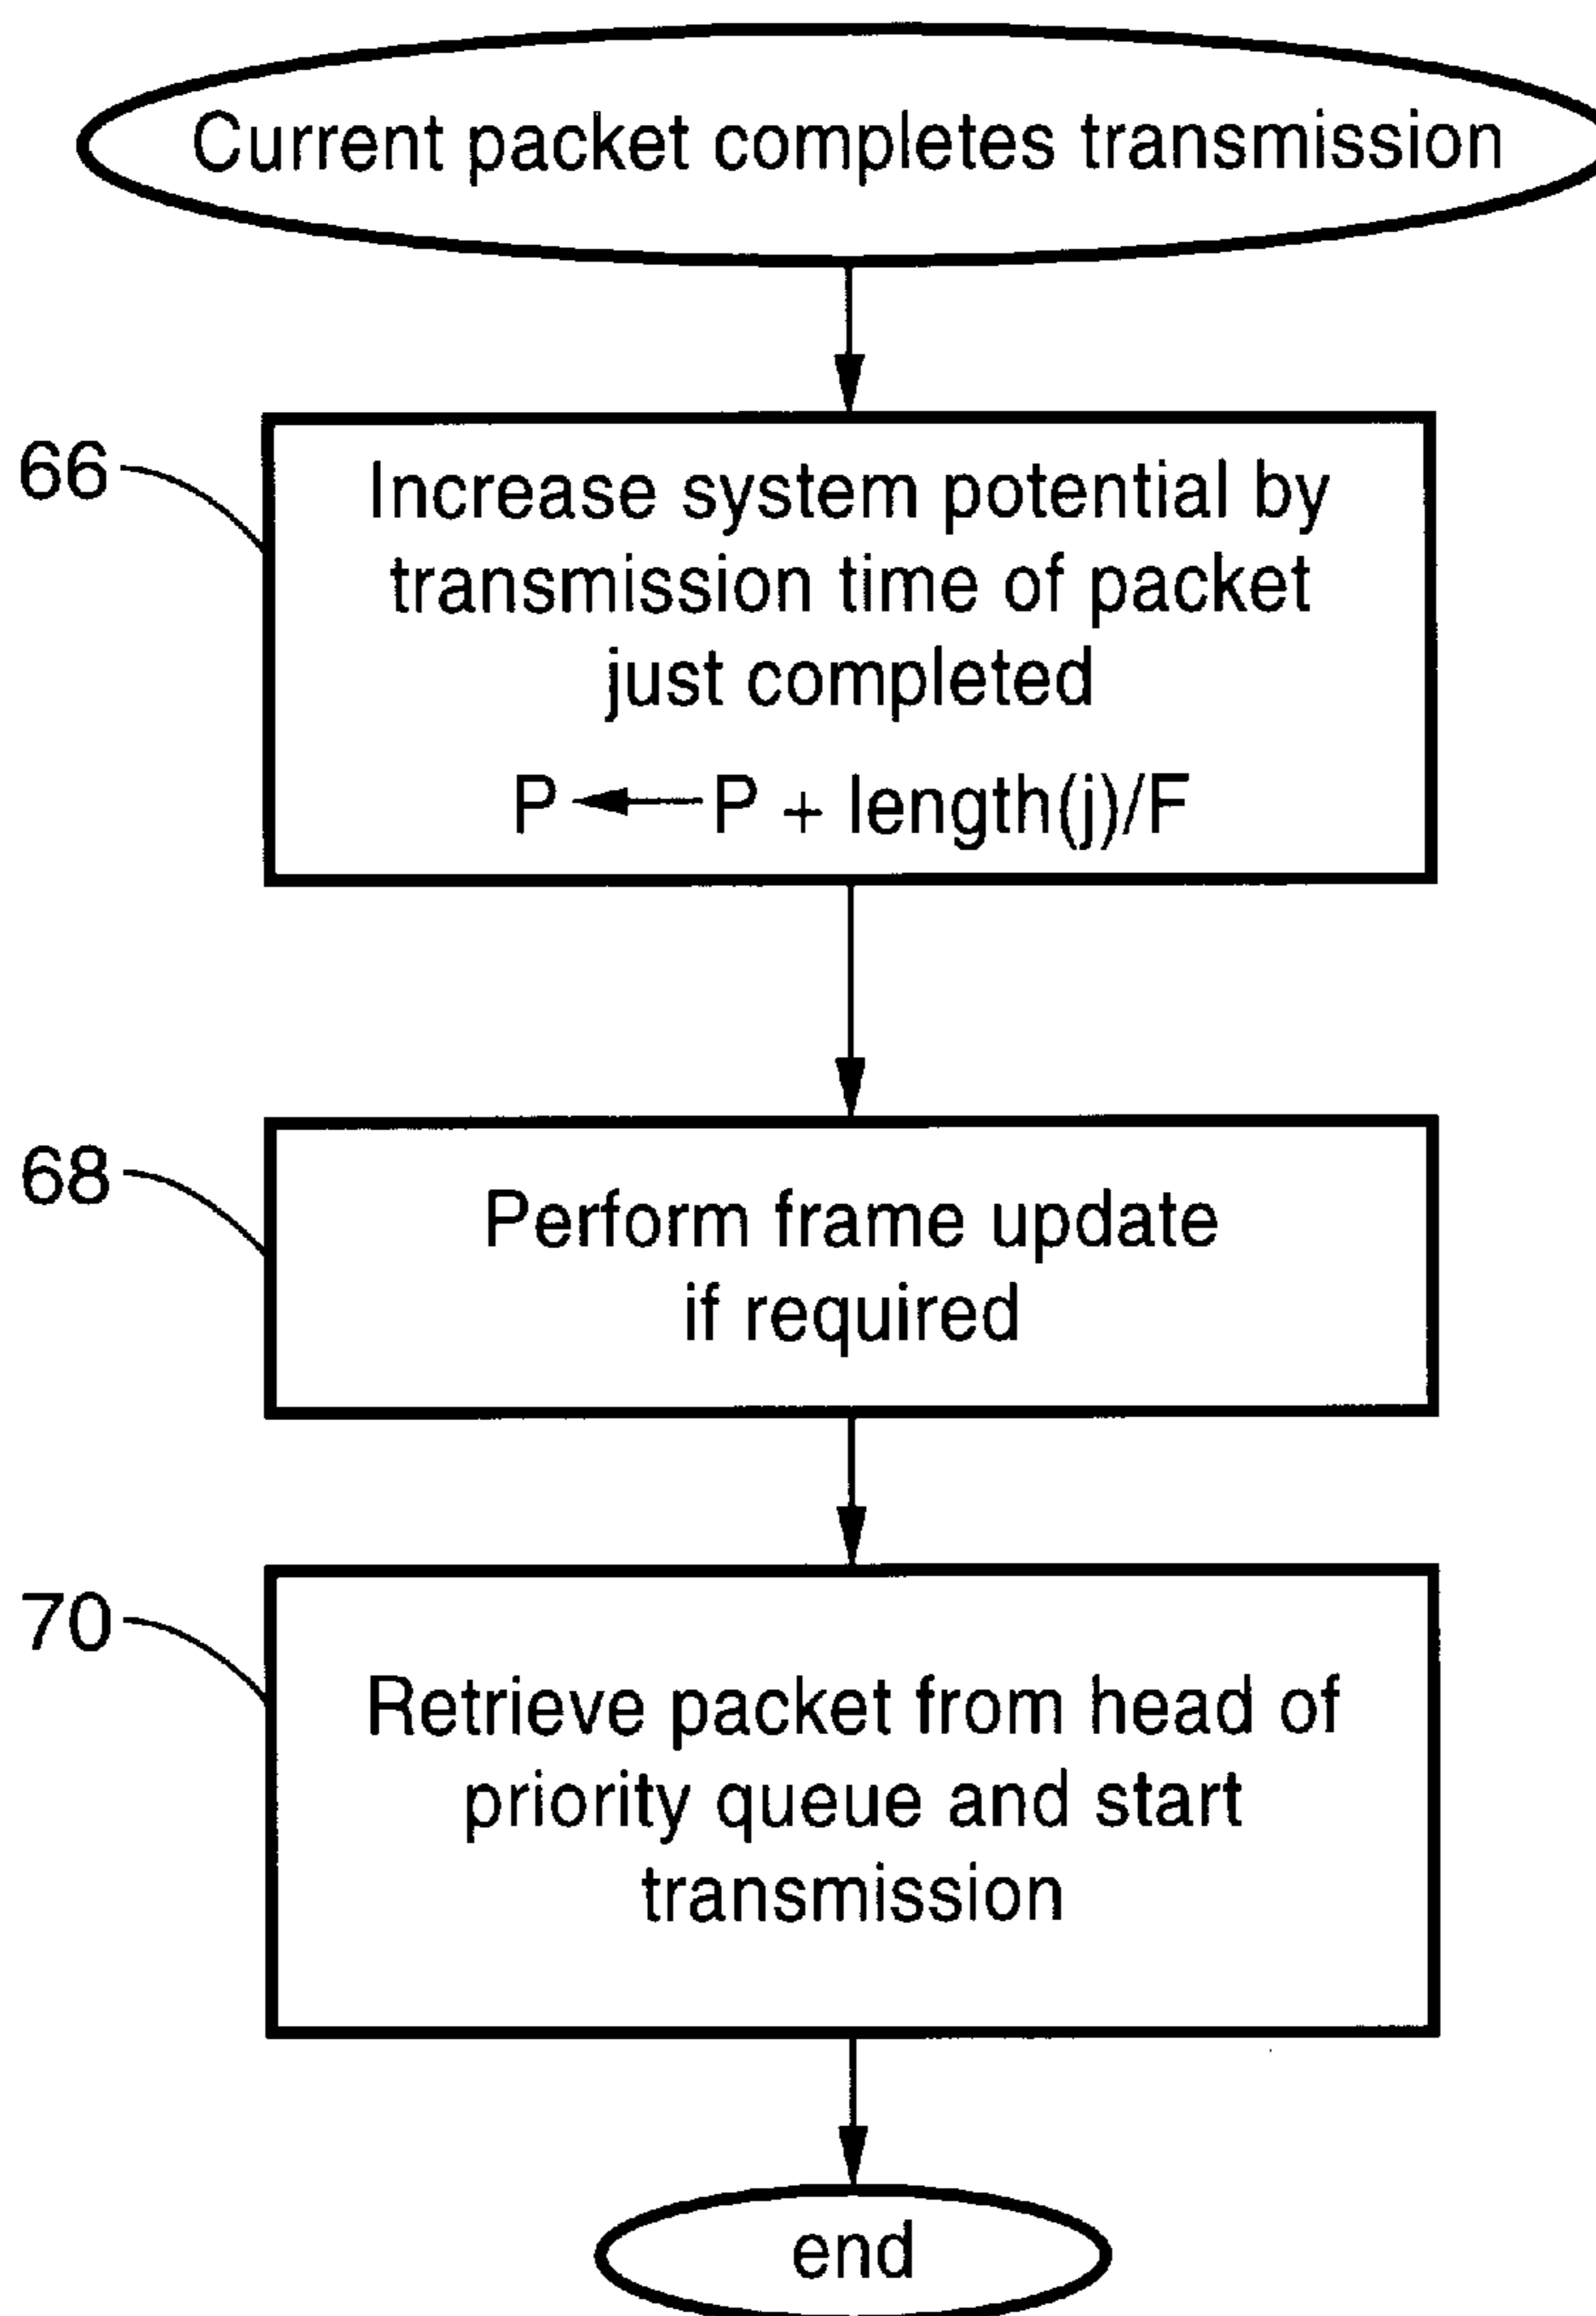 Current packet completes transmission
66
Increase system potential by
transmission time of packet
just completed
P ← P + length(j)/F
68
Perform frame update
if required
70
Retrieve packet from head of
priority queue and start
transmission
end